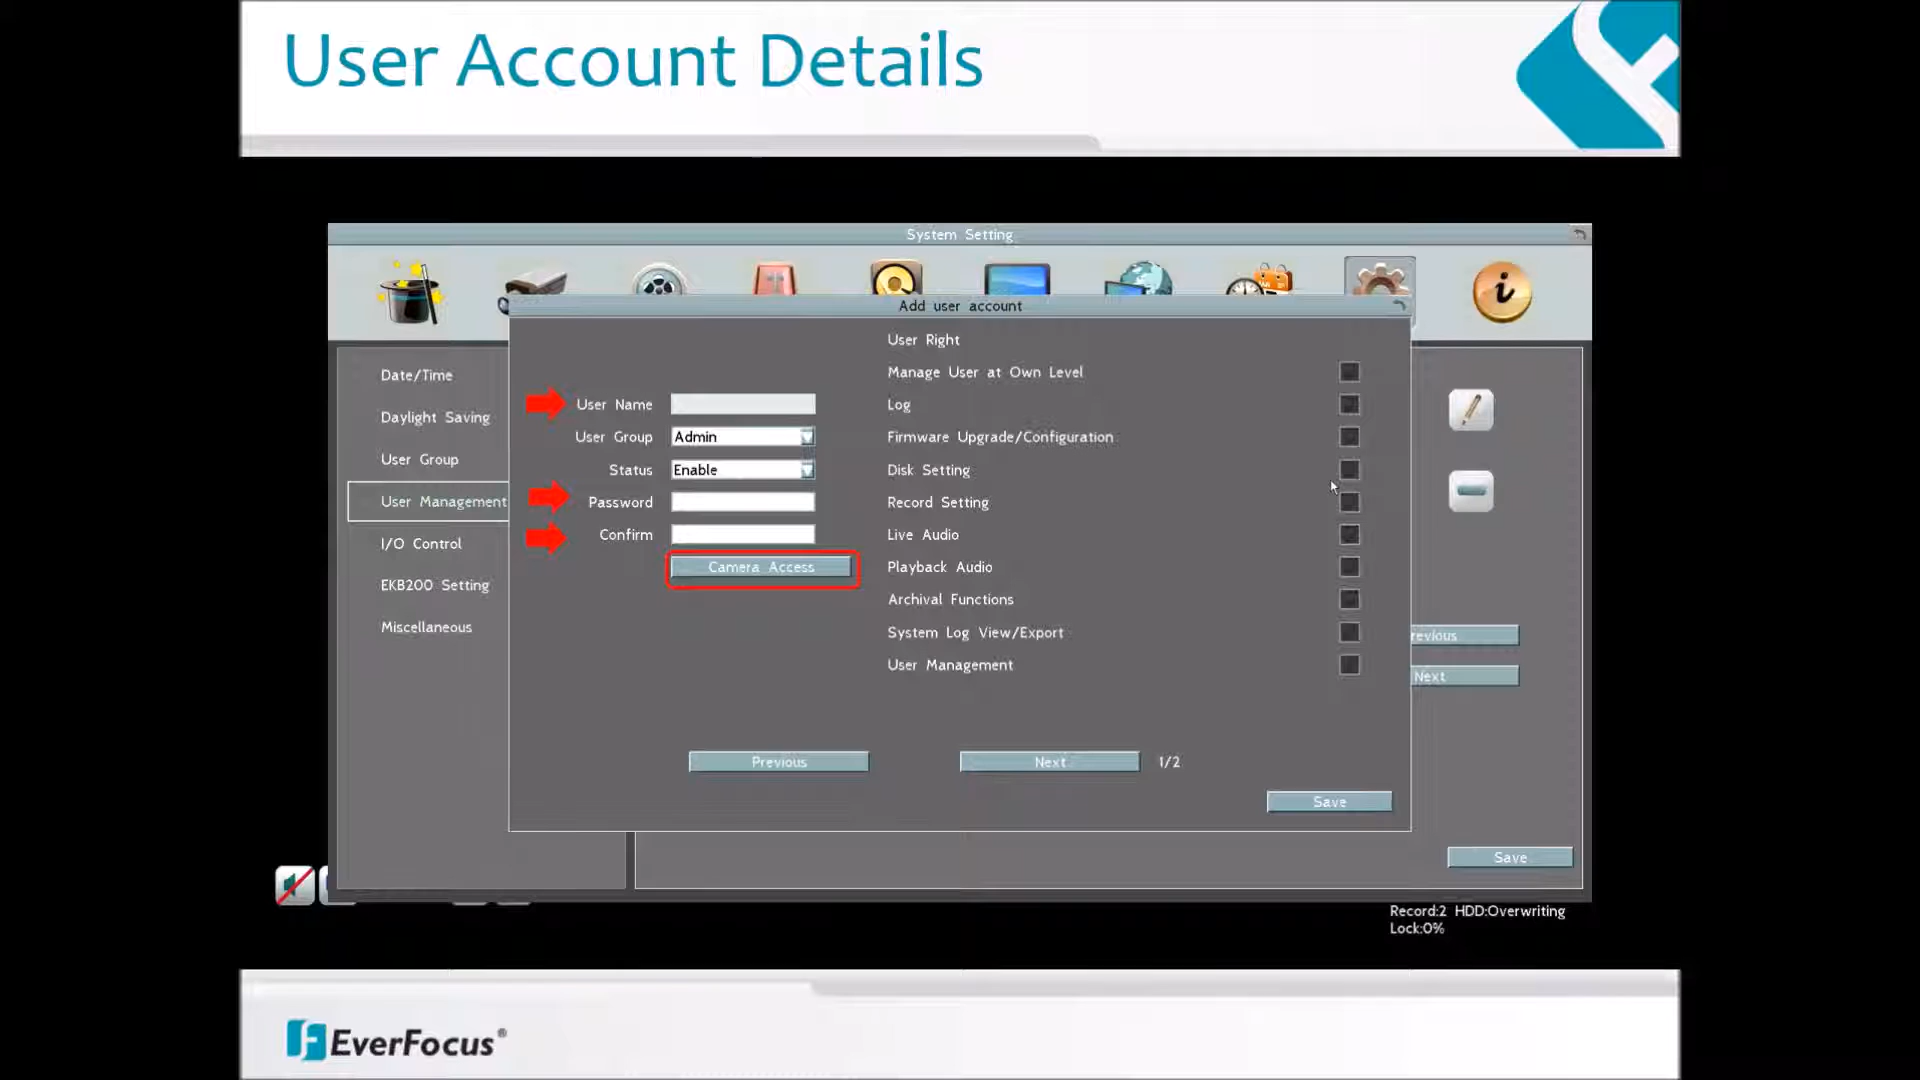 User Account Details
System Setting
Add user account
User Right
Date/Time
Manage User at Own Level
User Name
Log
Daylight Saving
User Group
Admin
Firmware Upgrade/Configuration
User Group
Status
Enable
Disk Setting
User Management
Password
Record Setting
Confirm
Live Audio
I/O Control
Camera Access
Playback Audio
EKB200 Setting
Archival Functions
Miscellaneous
System Log View/Export
revious
User Management
Next
Previous
Next
1/2
Save
Save
Record:2 HDD:Overwriting
Lock:0%
EverFocus®